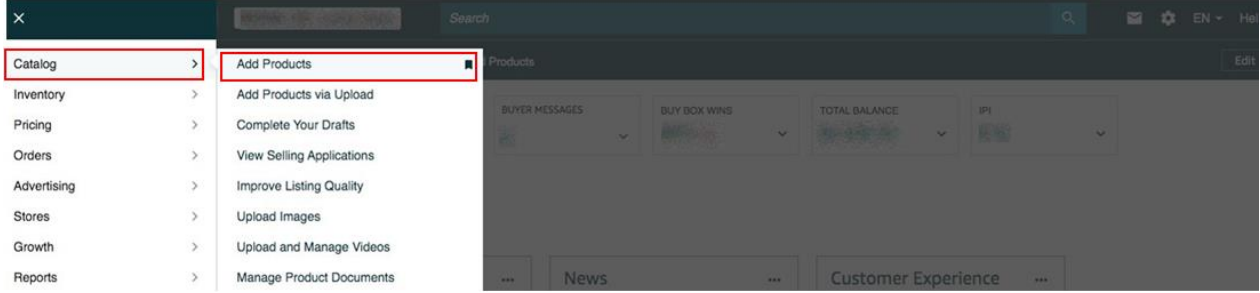 ×
Search
EN
Catalog
Add Products
Products
Edit
Inventory
Add Products via Upload
BUYER MESSAGES
BUY BOX WINS
TOTAL BALANCE
IPI
Pricing
Complete Your Drafts
Orders
View Selling Applications
Advertising
Improve Listing Quality
Stores
Upload Images
Growth
Upload and Manage Videos
Reports
Manage Product Documents
News
Customer Experience